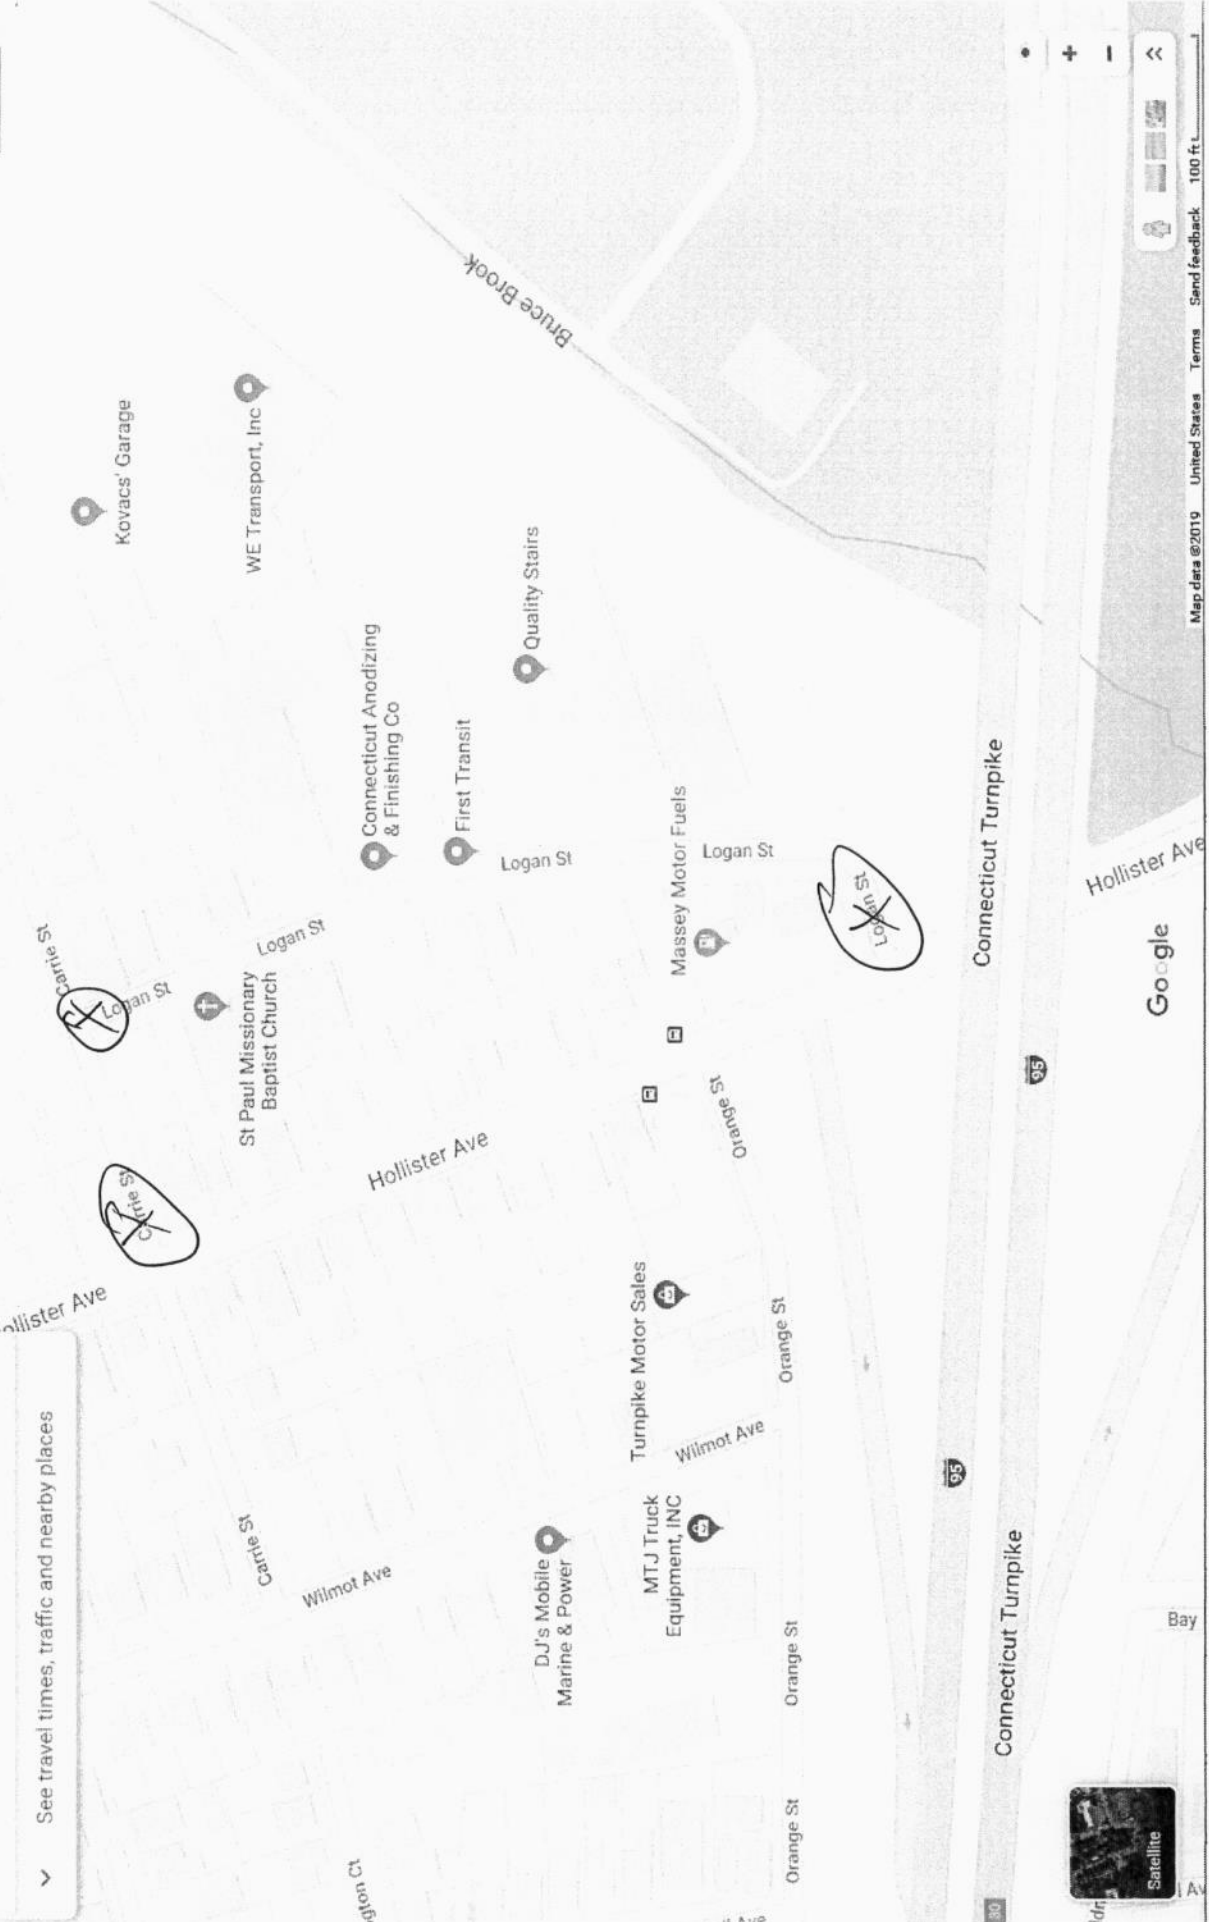 See travel times, traffic and nearby places
ollister Ave
Carrie St
Carrie St
Logan St
Kovacs' Garage
St Paul Missionary
Baptist Church
Logan St
WE Transport, Inc
Carrie St
Wilmot Ave
Hollister Ave
Connecticut Anodizing
& Finishing Co
First Transit
gton Ct
Logan St
Quality Stairs
Bruce Brook
DJ's Mobile
Marine & Power
MTJ Truck
Equipment, INC
Turnpike Motor Sales
Massey Motor Fuels
Wilmot Ave
Orange St
Logan St
Orange St
Orange St
Orange St
Logan St
95
Connecticut Turnpike
30
Connecticut Turnpike
95
Hollister Ave
Satellite
Bay
Google
Map data ©2019 United States Terms Send feedback 100 ft